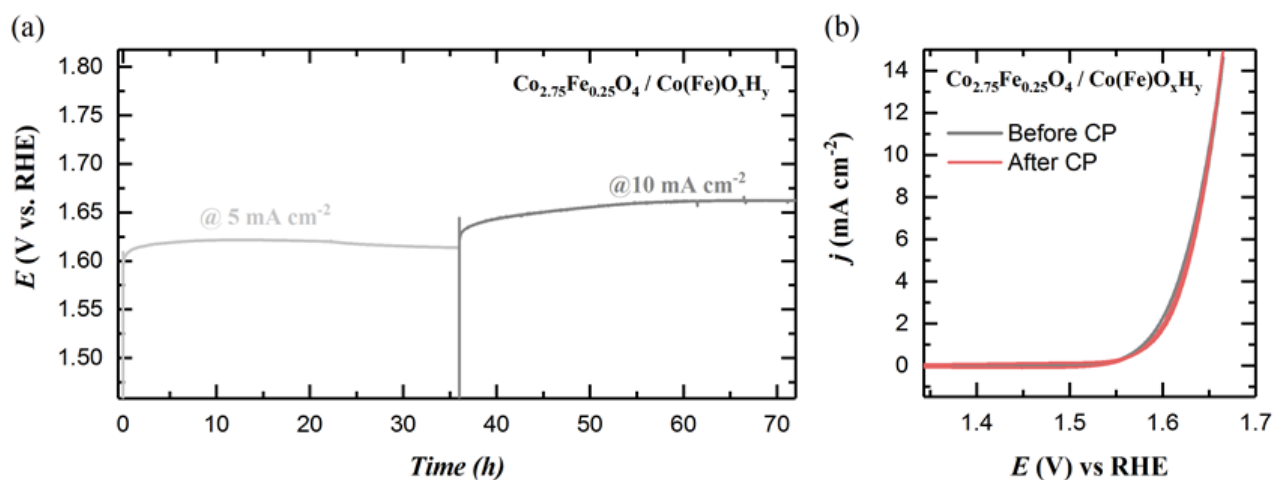 (a)
E (V vs. RHE)
1.80
1.75
1.70
1.65
1.60
1.55
1.50
Co2.75Fe0.25O4 / Co(Fe)OxHy
@ 5 mA cm-2
@10 mA cm-2
0 10 20 30 40 50 60 70
Time (h)
(b)
j (mA cm-2)
14
12
10
8
6
4
2
0
Co2.75Fe0.25O4 / Co(Fe)OxHy
Before CP
After CP
1.4 1.5 1.6 1.7
E (V) vs RHE